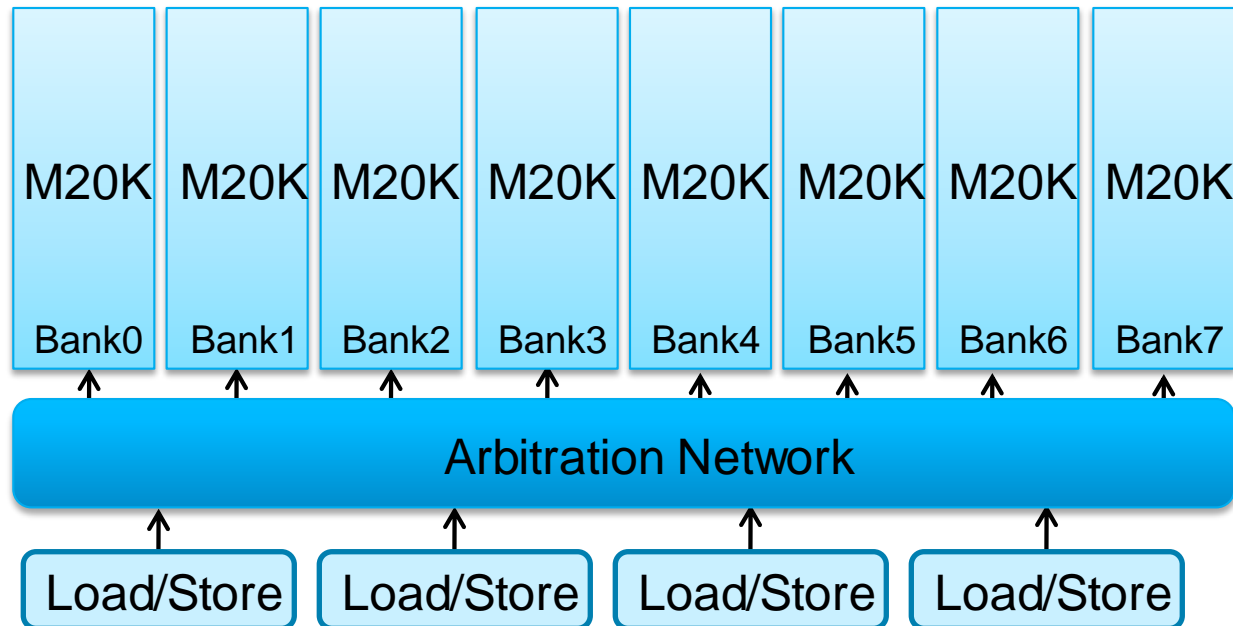 M20K M20K M20K M20K M20K M20K M20K M20K
Bank0 Bank1 Bank2 Bank3 Bank4 Bank5 Bank6 Bank7
Arbitration Network
Load/Store Load/Store Load/Store Load/Store